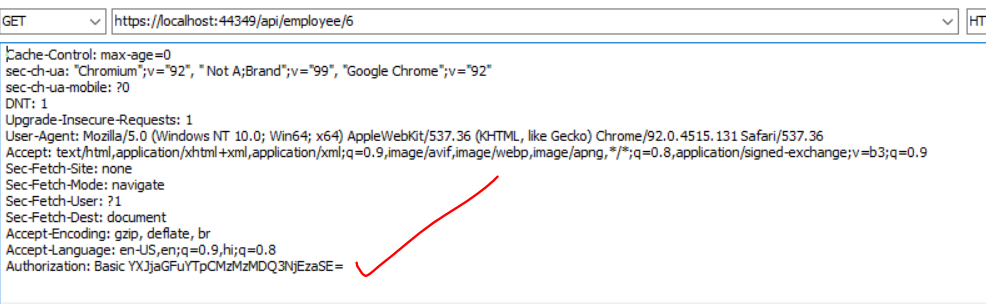 GET https://localhost:44349/api/employee/6 HT
Cache-Control: max-age=0
sec-ch-ua: "Chromium";v="92", " Not A;Brand";v="99", "Google Chrome";v="92"
sec-ch-ua-mobile: ?0
DNT: 1
Upgrade-Insecure-Requests: 1
User-Agent: Mozilla/5.0 (Windows NT 10.0; Win64; x64) AppleWebKit/537.36 (KHTML, like Gecko) Chrome/92.0.4515.131 Safari/537.36
Accept: text/html,application/xhtml+xml,application/xml;q=0.9,image/avif,image/webp,image/apng,*/*;q=0.8,application/signed-exchange;v=b3;q=0.9
Sec-Fetch-Site: none
Sec-Fetch-Mode: navigate
Sec-Fetch-User: ?1
Sec-Fetch-Dest: document
Accept-Encoding: gzip, deflate, br
Accept-Language: en-US,en;q=0.9,hi;q=0.8
Authorization: Basic YXJjaGFuYTpCMzMzMDQ3NjEzaSE=